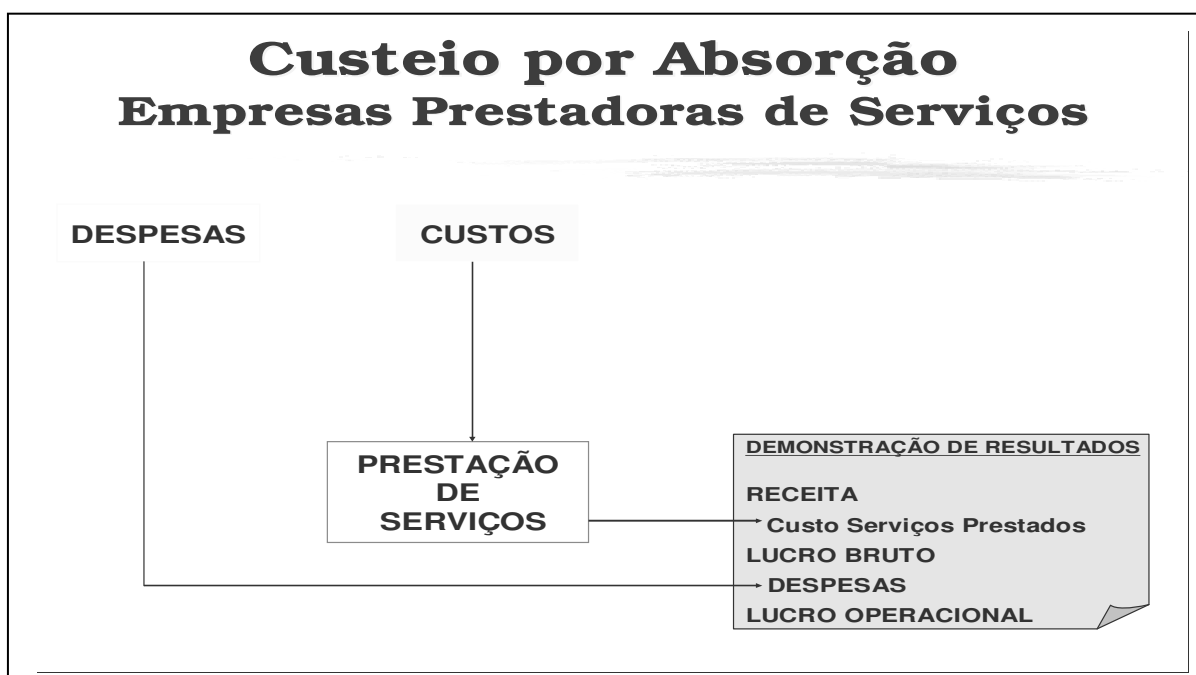 Custeio por Absorção
Empresas Prestadoras de Serviços
DESPESAS
CUSTOS
PRESTAÇÃO
DE
SERVIÇOS
DEMONSTRAÇÃO DE RESULTADOS
RECEITA
Custo Serviços Prestados
LUCRO BRUTO
DESPESAS
LUCRO OPERACIONAL